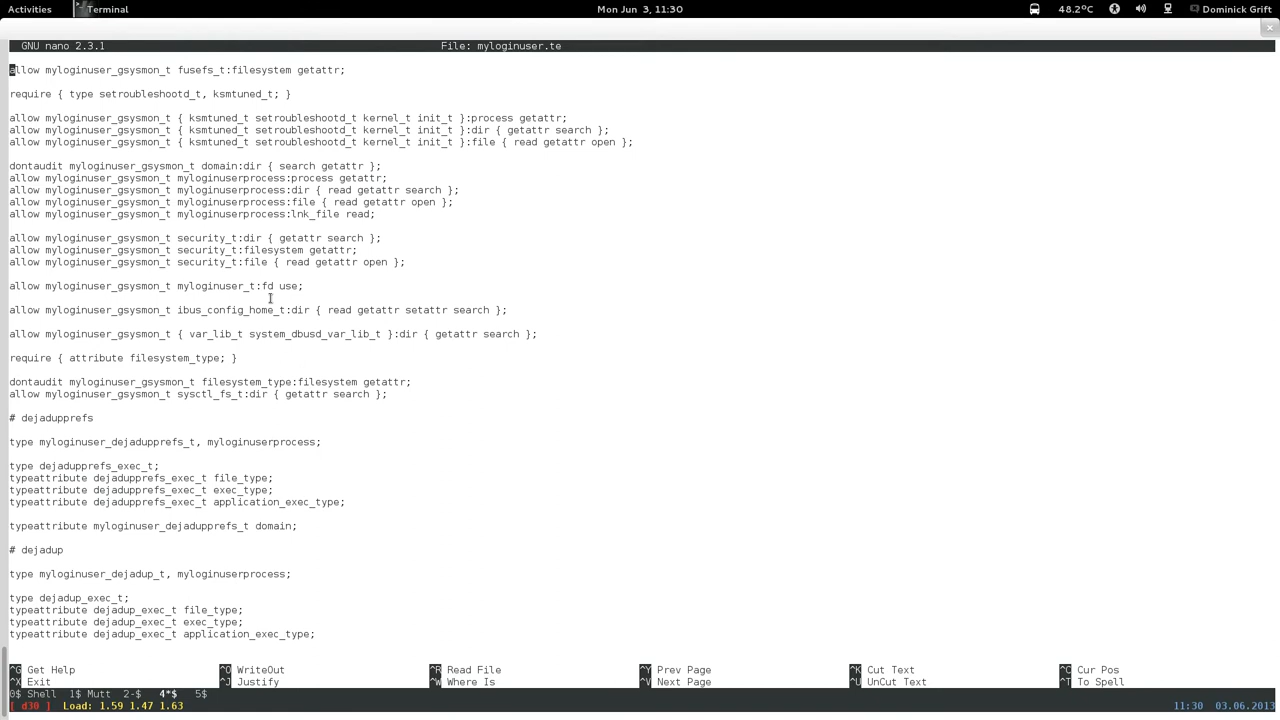 Activities Terminal Mon Jun 3, 11:30 48.2°C Dominick Grift
GNU nano 2.3.1 File: myloginuser.te
allow myloginuser_gsysmon_t fusefs_t:filesystem getattr;
require { type setroubleshootd_t, ksmtuned_t; }
allow myloginuser_gsysmon_t { ksmtuned_t setroubleshootd_t kernel_t init_t }:process getattr;
allow myloginuser_gsysmon_t { ksmtuned_t setroubleshootd_t kernel_t init_t }:dir { getattr search };
allow myloginuser_gsysmon_t { ksmtuned_t setroubleshootd_t kernel_t init_t }:file { read getattr open };
dontaudit myloginuser_gsysmon_t domain:dir { search getattr };
allow myloginuser_gsysmon_t myloginuserprocess:process getattr;
allow myloginuser_gsysmon_t myloginuserprocess:dir { read getattr search };
allow myloginuser_gsysmon_t myloginuserprocess:file { read getattr open };
allow myloginuser_gsysmon_t myloginuserprocess:lnk_file read;
allow myloginuser_gsysmon_t security_t:dir { getattr search };
allow myloginuser_gsysmon_t security_t:filesystem getattr;
allow myloginuser_gsysmon_t security_t:file { read getattr open };
allow myloginuser_gsysmon_t myloginuser_t:fd use;
allow myloginuser_gsysmon_t ibus_config_home_t:dir { read getattr setattr search };
allow myloginuser_gsysmon_t { var_lib_t system_dbusd_var_lib_t }:dir { getattr search };
require { attribute filesystem_type; }
dontaudit myloginuser_gsysmon_t filesystem_type:filesystem getattr;
allow myloginuser_gsysmon_t sysctl_fs_t:dir { getattr search };
# dejadupprefs
type myloginuser_dejadupprefs_t, myloginuserprocess;
type dejadupprefs_exec_t;
typeattribute dejadupprefs_exec_t file_type;
typeattribute dejadupprefs_exec_t exec_type;
typeattribute dejadupprefs_exec_t application_exec_type;
typeattribute myloginuser_dejadupprefs_t domain;
# dejadup
type myloginuser_dejadup_t, myloginuserprocess;
type dejadup_exec_t;
typeattribute dejadup_exec_t file_type;
typeattribute dejadup_exec_t exec_type;
typeattribute dejadup_exec_t application_exec_type;
^G Get Help ^O WriteOut ^R Read File ^Y Prev Page ^K Cut Text ^C Cur Pos
^X Exit ^J Justify ^W Where Is ^V Next Page ^U UnCut Text ^T To Spell
0$ Shell 1$ Mutt 2-$ 4*$ 5$
[ d30 ] Load: 1.59 1.47 1.63 11:30 03.06.2013